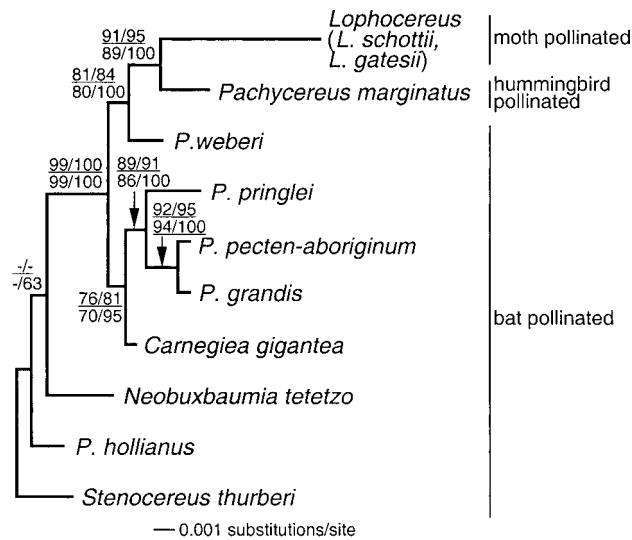 Lophocereus
(L. schottii,
L. gatesii)
moth pollinated
91/95
89/100
81/84
80/100
Pachycereus marginatus
hummingbird
pollinated
P.weberi
99/100
99/100
89/91
86/100
P. pringlei
92/95
94/100
P. pecten-aboriginum
-/-
-/63
P. grandis
76/81
70/95
bat pollinated
Carnegiea gigantea
Neobuxbaumia tetetzo
P. hollianus
Stenocereus thurberi
0.001 substitutions/site